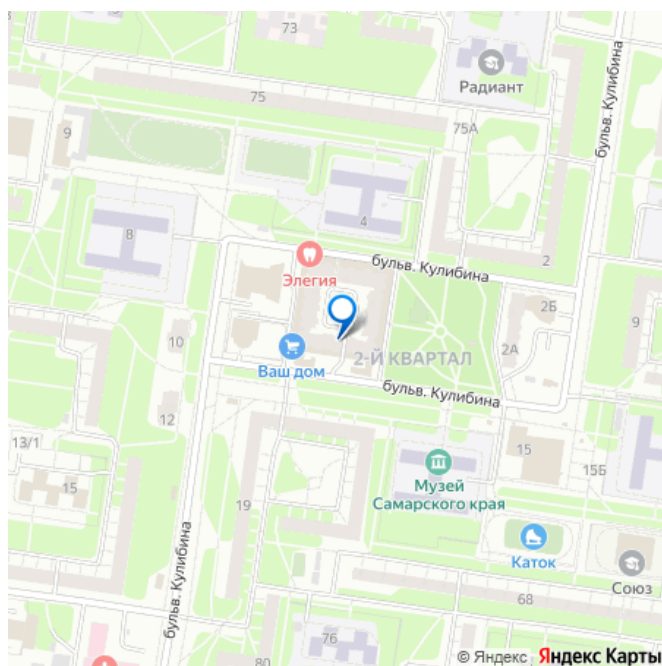 73
Радиант
75
75А
бульв. Кулибина
9
4
8
Элегия
бульв. Кулибина
2
2Б
9
10
Ваш дом
2-Й КВАРТАЛ
2А
бульв. Кулибина
12
13/1
15
15
15Б
Музей
Самарского края
19
Каток
Союз
бульв. Кулибина
68
76
80
© Яндекс Яндекс Карты